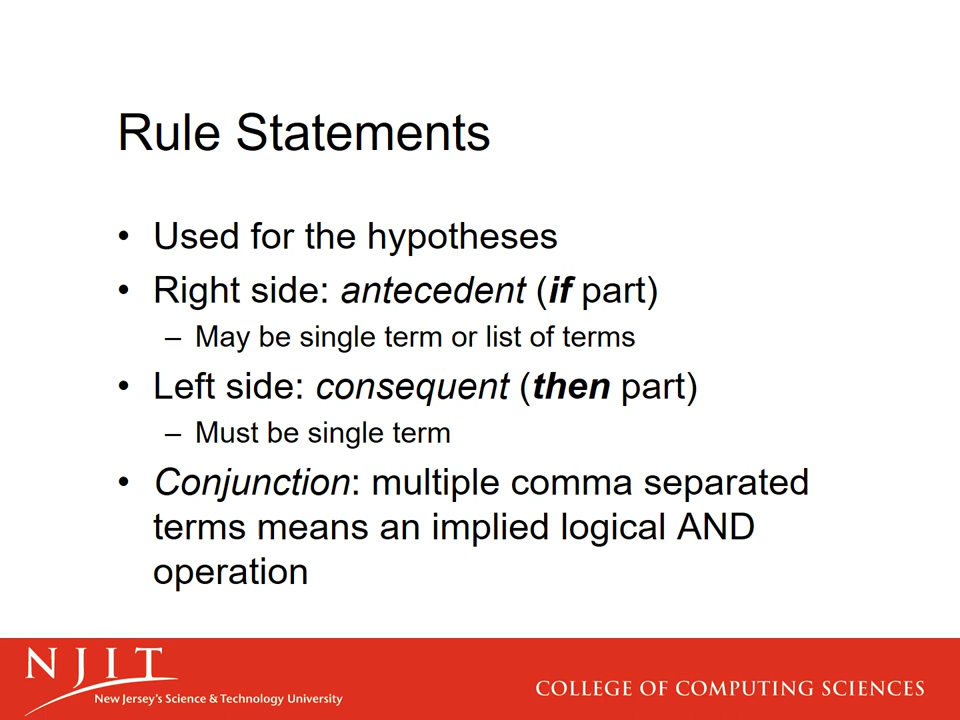 Rule Statements
• Used for the hypotheses
• Right side: antecedent (if part)
– May be single term or list of terms
• Left side: consequent (then part)
– Must be single term
• Conjunction: multiple comma separated
terms means an implied logical AND
operation
NJIT
New Jersey's Science & Technology University
COLLEGE OF COMPUTING SCIENCES